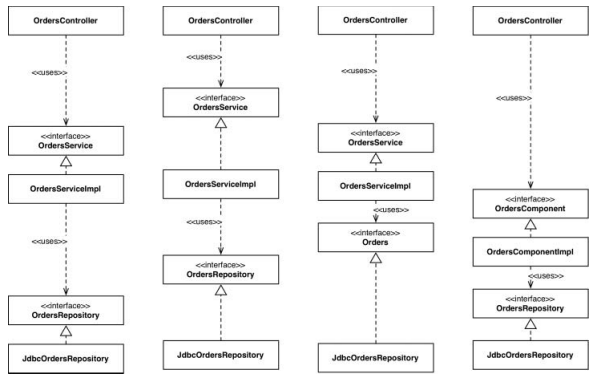 OrdersController
<<uses>>
<<interface>>
OrdersService
OrdersServiceImpl
<<uses>>
<<interface>>
OrdersRepository
JdbcOrdersRepository
OrdersController
<<uses>>
<<interface>>
OrdersService
OrdersServiceImpl
<<uses>>
<<interface>>
OrdersRepository
JdbcOrdersRepository
OrdersController
<<uses>>
<<interface>>
OrdersService
OrdersServiceImpl
<<uses>>
<<interface>>
Orders
JdbcOrdersRepository
OrdersController
<<uses>>
<<interface>>
OrdersComponent
OrdersComponentImpl
<<uses>>
<<interface>>
OrdersRepository
JdbcOrdersRepository